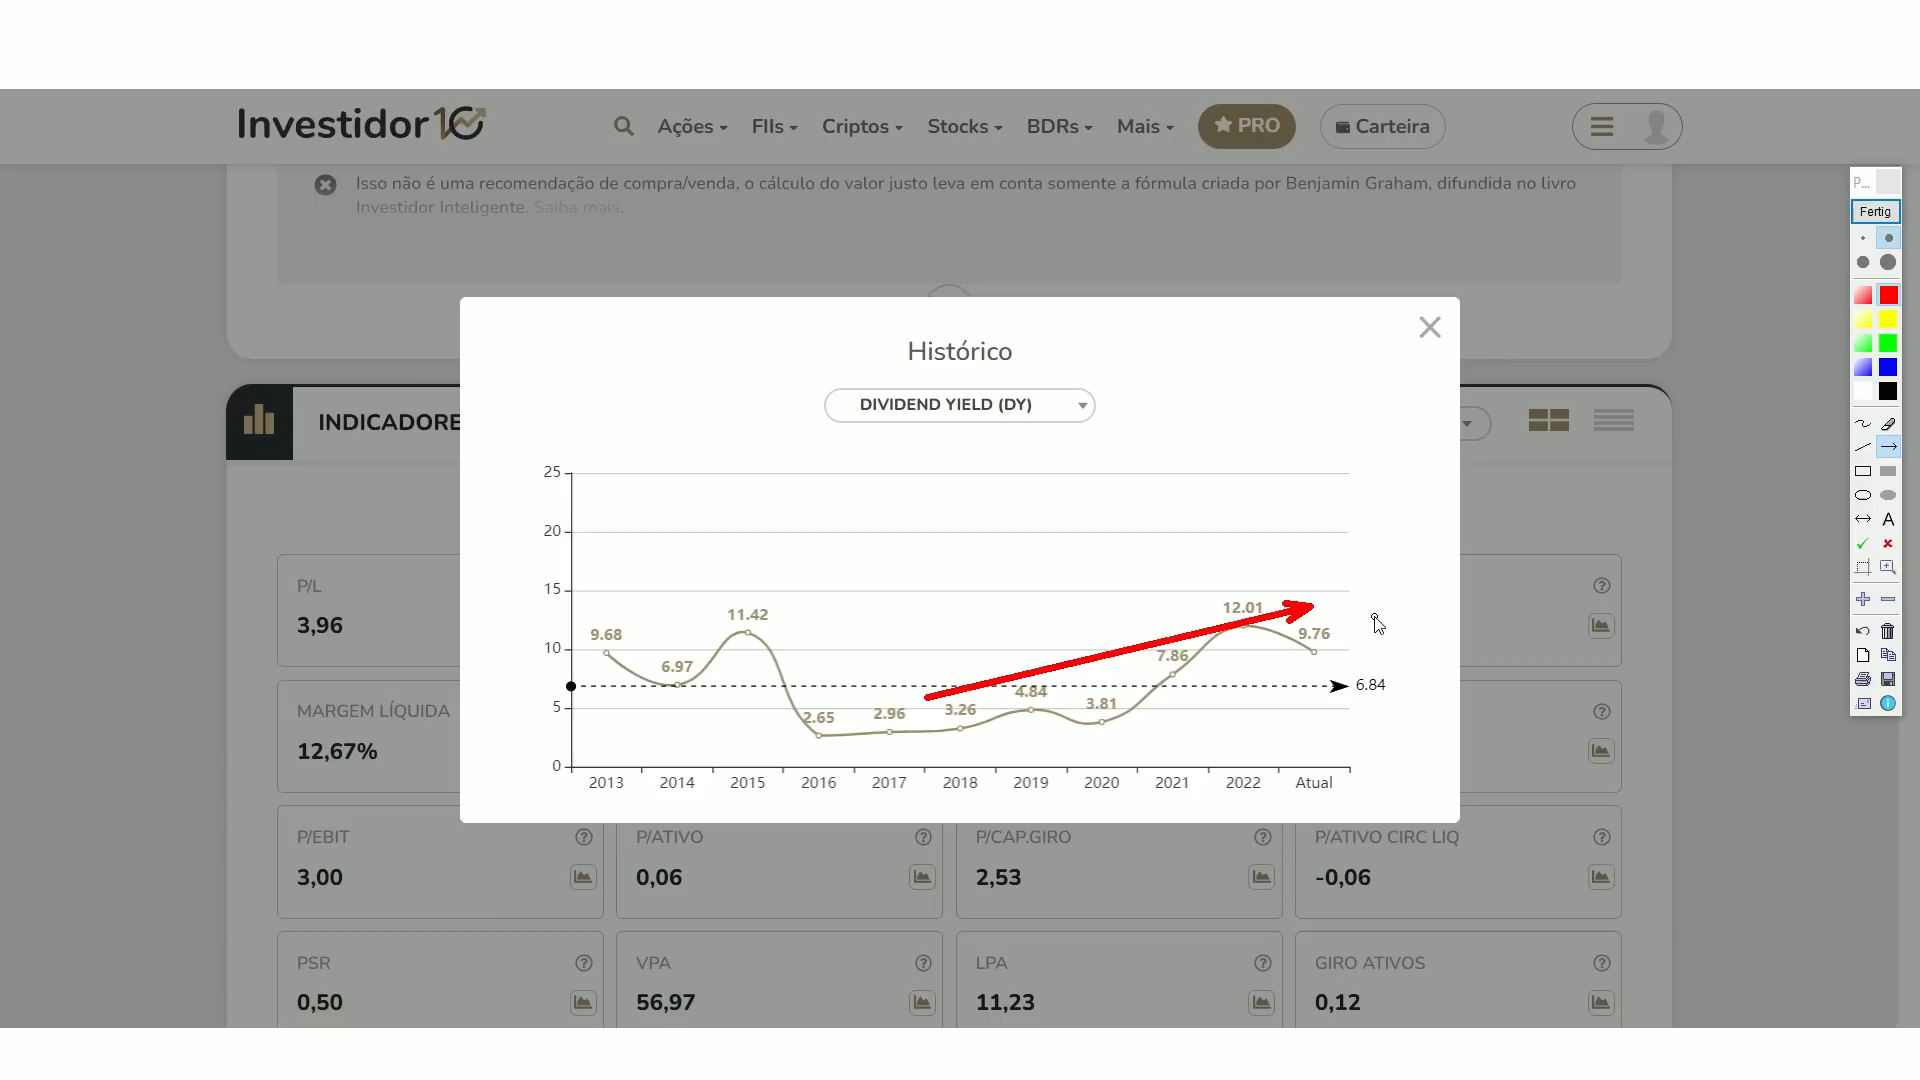 Investidor10
Ações
FIIs
Criptos
Stocks
BDRs
Mais
PRO
Carteira
Isso não é uma recomendação de compra/venda, o cálculo do valor justo leva em conta somente a fórmula criada por Benjamin Graham, difundida no livro
Investidor Inteligente. Saiba mais.
P...
Fertig
A
Histórico
DIVIDEND YIELD (DY)
INDICADORE
25
20
15
10
5
0
9.68
6.97
11.42
2.65
2.96
3.26
4.84
3.81
7.86
12.01
9.76
6.84
2013
2014
2015
2016
2017
2018
2019
2020
2021
2022
Atual
P/L
3,96
MARGEM LÍQUIDA
12,67%
P/EBIT
3,00
P/ATIVO
0,06
P/CAP.GIRO
2,53
P/ATIVO CIRC LIQ
-0,06
PSR
0,50
VPA
56,97
LPA
11,23
GIRO ATIVOS
0,12